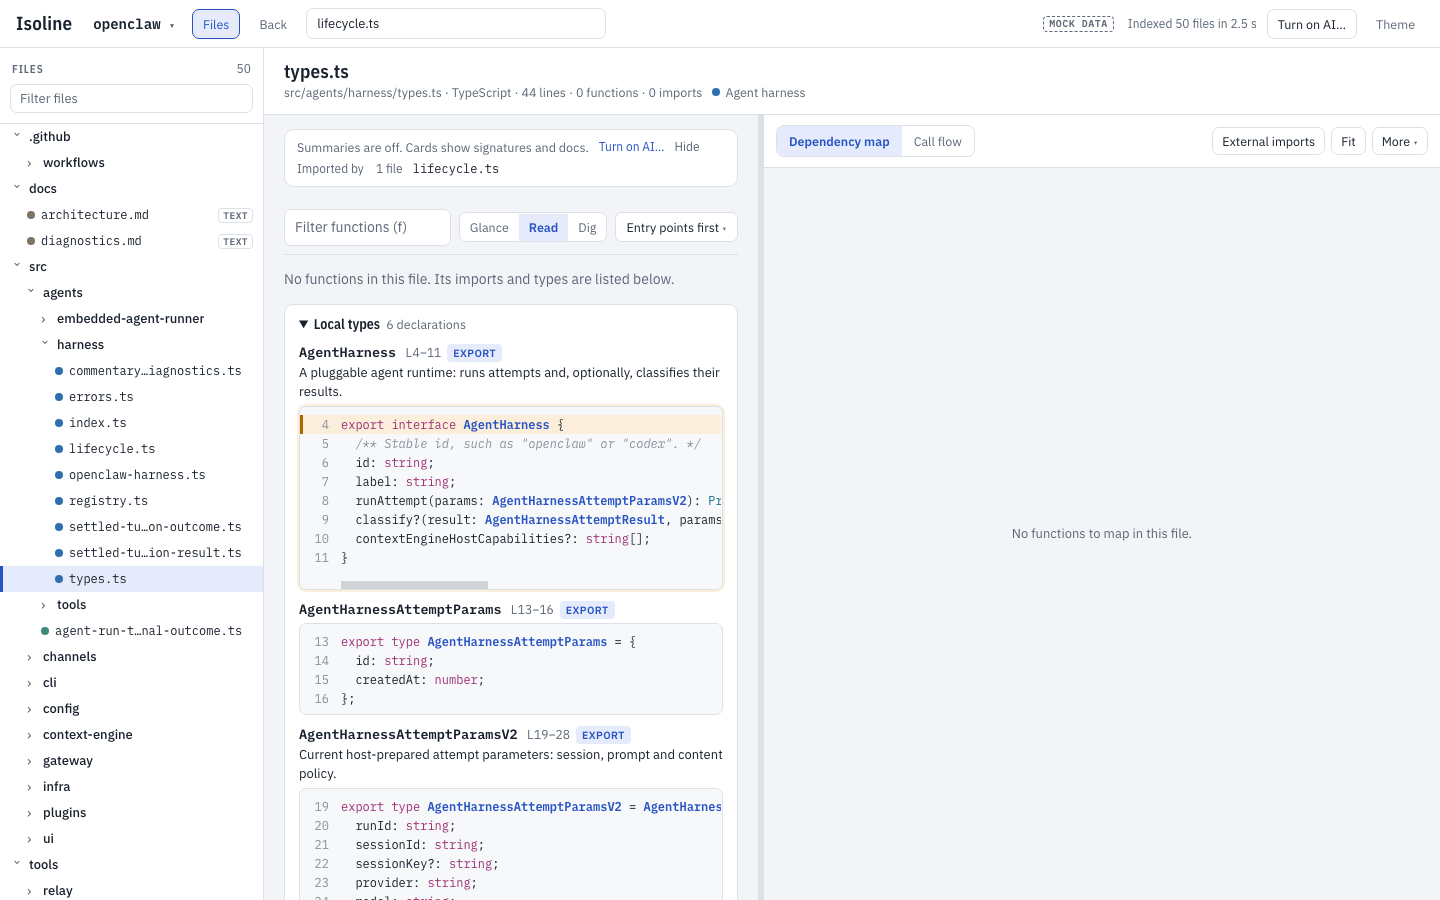 Isoline openclaw ▾ Files Back lifecycle.ts MOCK DATA Indexed 50 files in 2.5 s Turn on AI… Theme
FILES 50
Filter files
.github
workflows
docs
architecture.md TEXT
diagnostics.md TEXT
src
agents
embedded-agent-runner
harness
commentary…iagnostics.ts
errors.ts
index.ts
lifecycle.ts
openclaw-harness.ts
registry.ts
settled-tu…on-outcome.ts
settled-tu…ion-result.ts
types.ts
tools
agent-run-t…nal-outcome.ts
channels
cli
config
context-engine
gateway
infra
plugins
ui
tools
relay
types.ts
src/agents/harness/types.ts · TypeScript · 44 lines · 0 functions · 0 imports Agent harness
Summaries are off. Cards show signatures and docs. Turn on AI… Hide
Imported by 1 file lifecycle.ts
Filter functions (f) Glance Read Dig Entry points first ▾
No functions in this file. Its imports and types are listed below.
▼ Local types 6 declarations
AgentHarness L4–11 EXPORT
A pluggable agent runtime: runs attempts and, optionally, classifies their
results.
4 export interface AgentHarness {
5 /** Stable id, such as "openclaw" or "codex". */
6 id: string;
7 label: string;
8 runAttempt(params: AgentHarnessAttemptParamsV2): Pr
9 classify?(result: AgentHarnessAttemptResult, params
10 contextEngineHostCapabilities?: string[];
11 }
AgentHarnessAttemptParams L13–16 EXPORT
13 export type AgentHarnessAttemptParams = {
14 id: string;
15 createdAt: number;
16 };
AgentHarnessAttemptParamsV2 L19–28 EXPORT
Current host-prepared attempt parameters: session, prompt and content
policy.
19 export type AgentHarnessAttemptParamsV2 = AgentHarnes
20 runId: string;
21 sessionId: string;
22 sessionKey?: string;
23 provider: string;
Dependency map Call flow External imports Fit More ▾
No functions to map in this file.